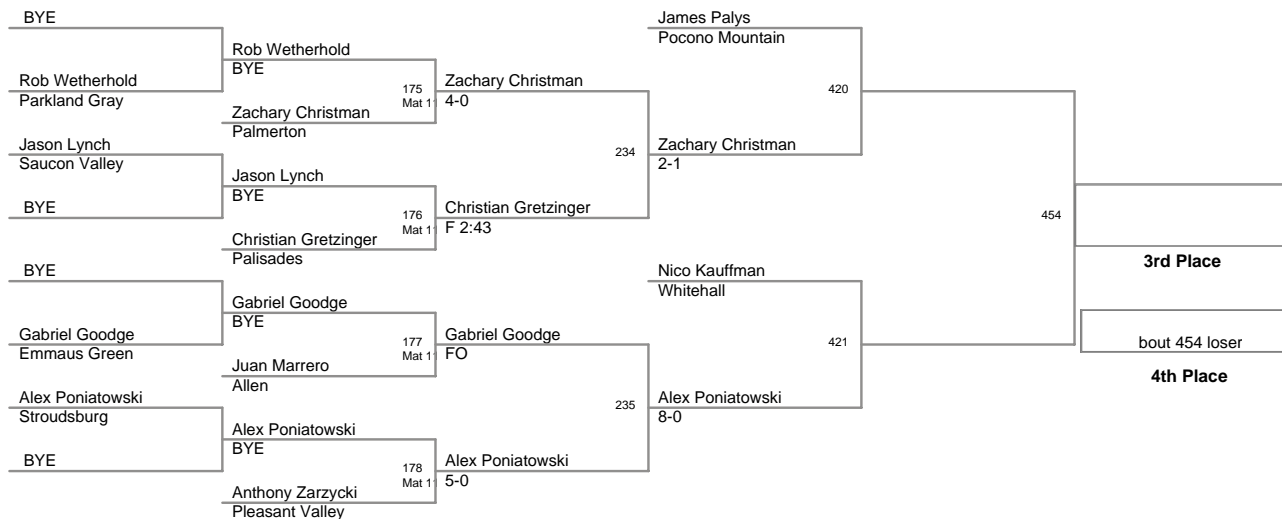 BYE
Rob Wetherhold
Parkland Gray
Jason Lynch
Saucon Valley
BYE
BYE
Gabriel Goodge
Emmaus Green
Alex Poniatowski
Stroudsburg
BYE
Rob Wetherhold
BYE
175
Mat 1
Zachary Christman
Palmerton
Jason Lynch
BYE
176
Mat 1
Christian Gretzinger
Palisades
Gabriel Goodge
BYE
177
Mat 1
Juan Marrero
Allen
Alex Poniatowski
BYE
178
Mat 1
Anthony Zarzycki
Pleasant Valley
Zachary Christman
4-0
234
Christian Gretzinger
F 2:43
Gabriel Goodge
FO
235
Alex Poniatowski
5-0
James Palys
Pocono Mountain
420
Zachary Christman
2-1
Nico Kauffman
Whitehall
421
Alex Poniatowski
8-0
454
3rd Place
bout 454 loser
4th Place